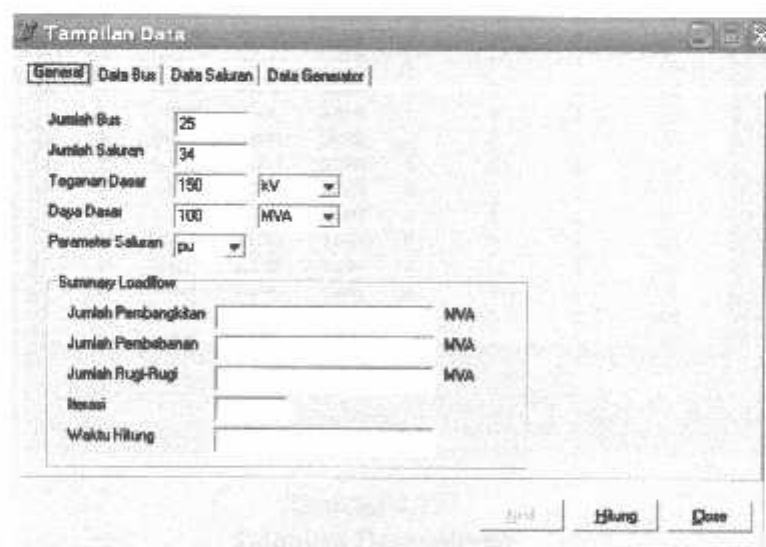 Tampilan Data
General Data Bus Data Saluran Data Generator
Jumlah Bus 25
Jumlah Saluran 34
Tegangan Dasar 150 kV
Daya Dasar 100 MVA
Parameter Saluran pu
Summary Loadflow
Jumlah Pembangkitan MVA
Jumlah Pembebanan MVA
Jumlah Rugi-Rugi MVA
Iterasi
Waktu Hitung
Hitung Close